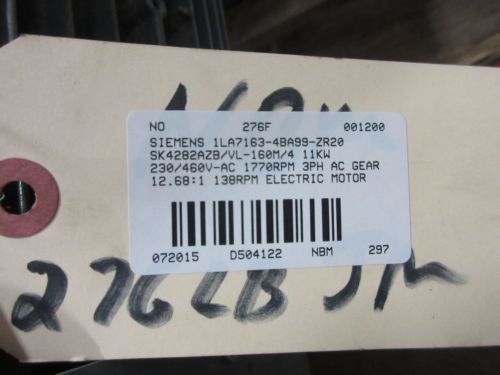 NO 276F 001200
SIEMENS 1LA7163-4BA99-ZR20
SK4282AZB/VL-160M/4 11KW
230/460V-AC 1770RPM 3PH AC GEAR
12.68:1 138RPM ELECTRIC MOTOR
072015 D504122 NBM 297
276LB